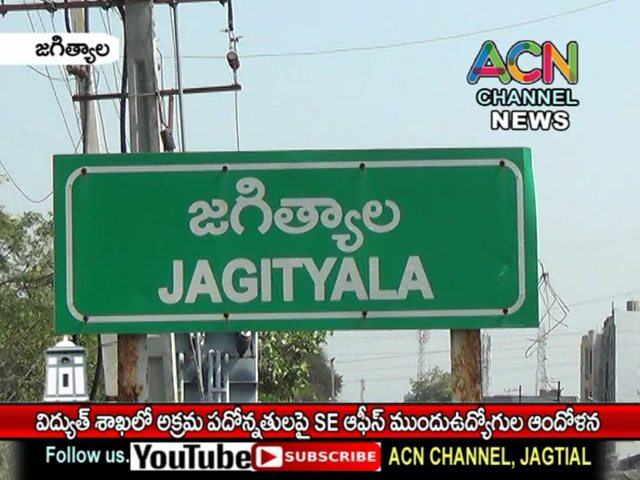 జగిత్యాల
ACN
CHANNEL
NEWS
జగిత్యాల
JAGITYALA
విద్యుత్ శాఖలో అక్రమ పదోన్నతులపై SE ఆఫీస్ ముందుఉద్యోగుల ఆందోళన
Follow us. YouTube SUBSCRIBE ACN CHANNEL, JAGTIAL